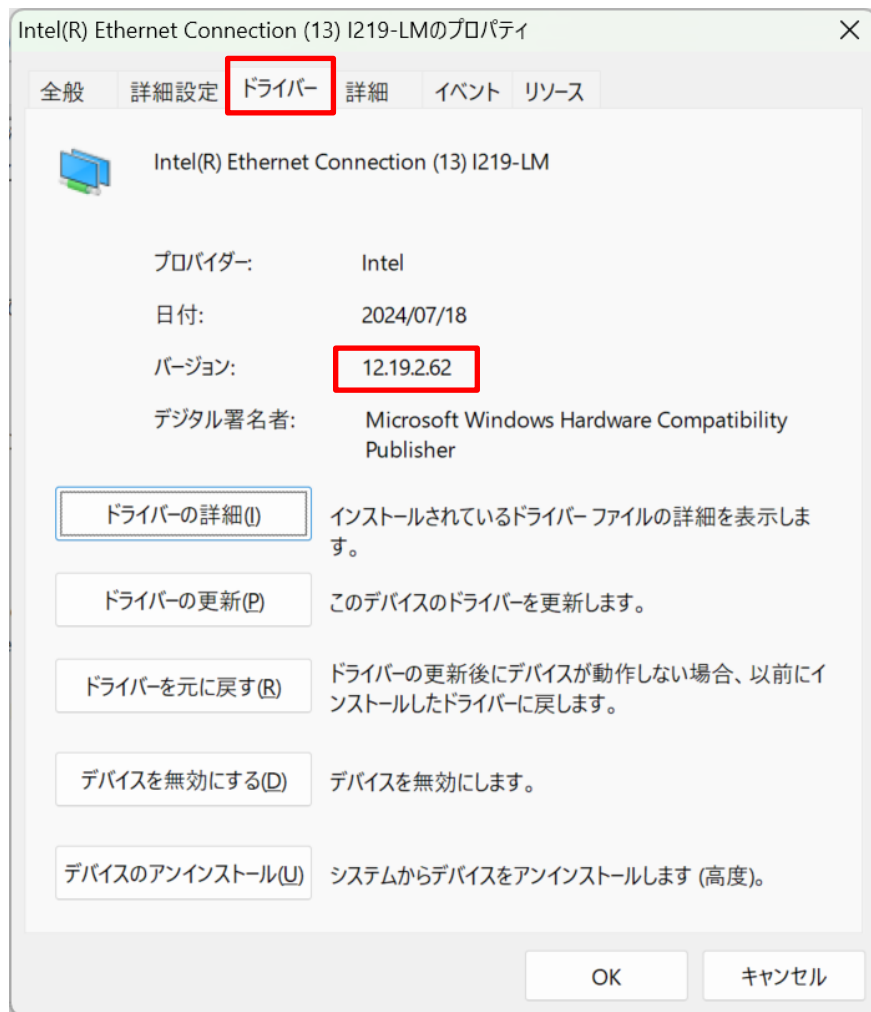 Intel(R) Ethernet Connection (13) I219-LMのプロパティ
全般 詳細設定 ドライバー 詳細 イベント リソース
Intel(R) Ethernet Connection (13) I219-LM
プロバイダー: Intel
日付: 2024/07/18
バージョン: 12.19.2.62
デジタル署名者: Microsoft Windows Hardware Compatibility
Publisher
ドライバーの詳細(I) インストールされているドライバー ファイルの詳細を表示しま
す。
ドライバーの更新(P) このデバイスのドライバーを更新します。
ドライバーを元に戻す(R) ドライバーの更新後にデバイスが動作しない場合、以前にイ
ンストールしたドライバーに戻します。
デバイスを無効にする(D) デバイスを無効にします。
デバイスのアンインストール(U) システムからデバイスをアンインストールします (高度)。
OK キャンセル